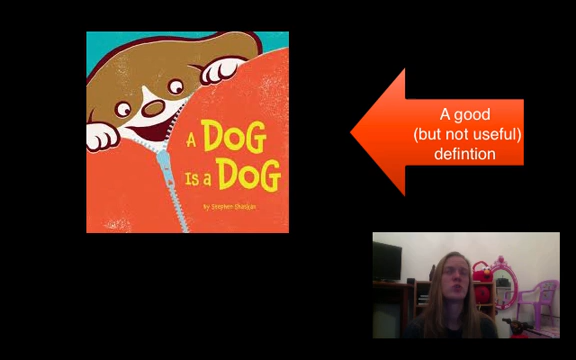 A DOG
Is a DOG
by Stephen Shaskan
A good
(but not useful)
defintion